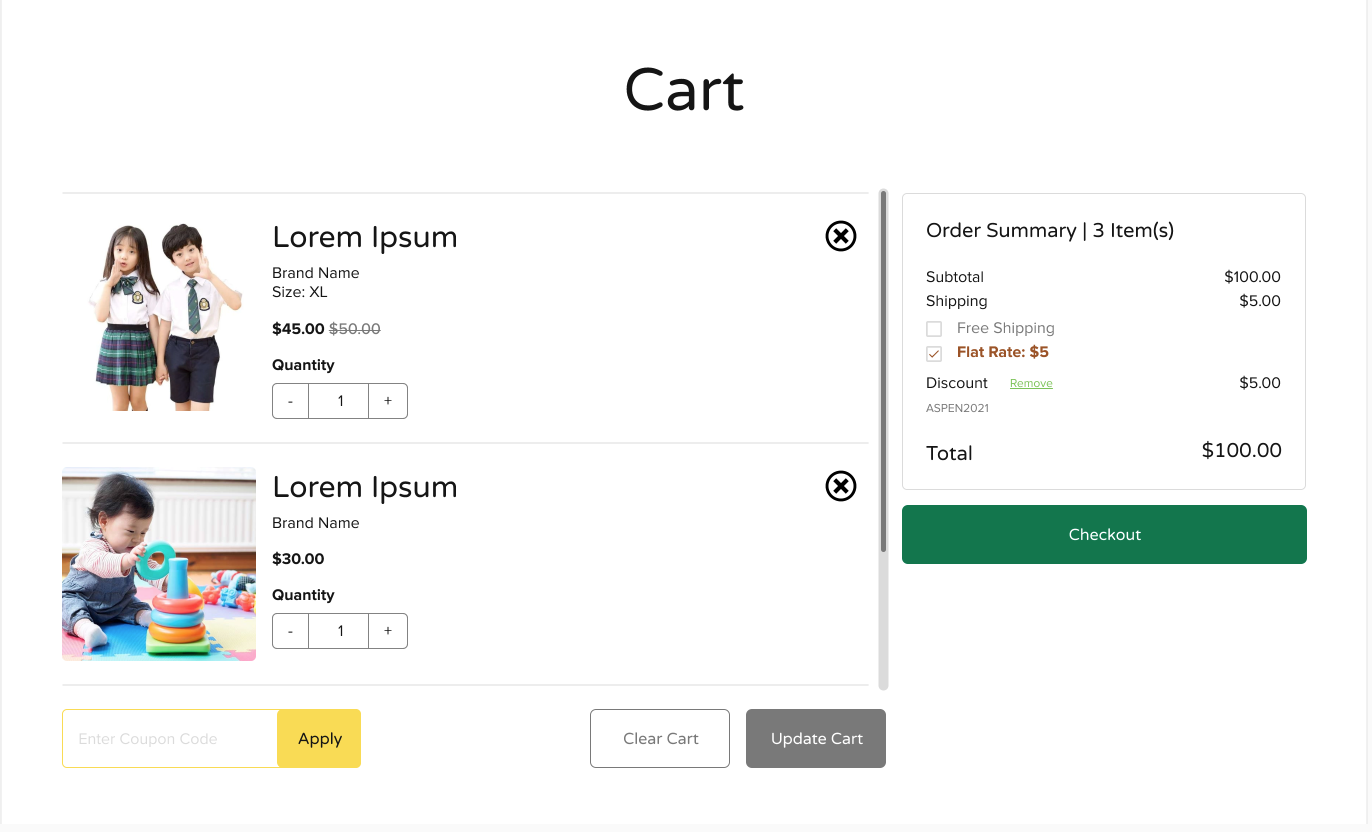 Cart
Lorem Ipsum
Brand Name
Size: XL
$45.00 $50.00
Quantity
- 1 +
Lorem Ipsum
Brand Name
$30.00
Quantity
- 1 +
Enter Coupon Code
Apply
Clear Cart
Update Cart
Order Summary | 3 Item(s)
Subtotal $100.00
Shipping $5.00
Free Shipping
Flat Rate: $5
Discount Remove $5.00
ASPEN2021
Total $100.00
Checkout